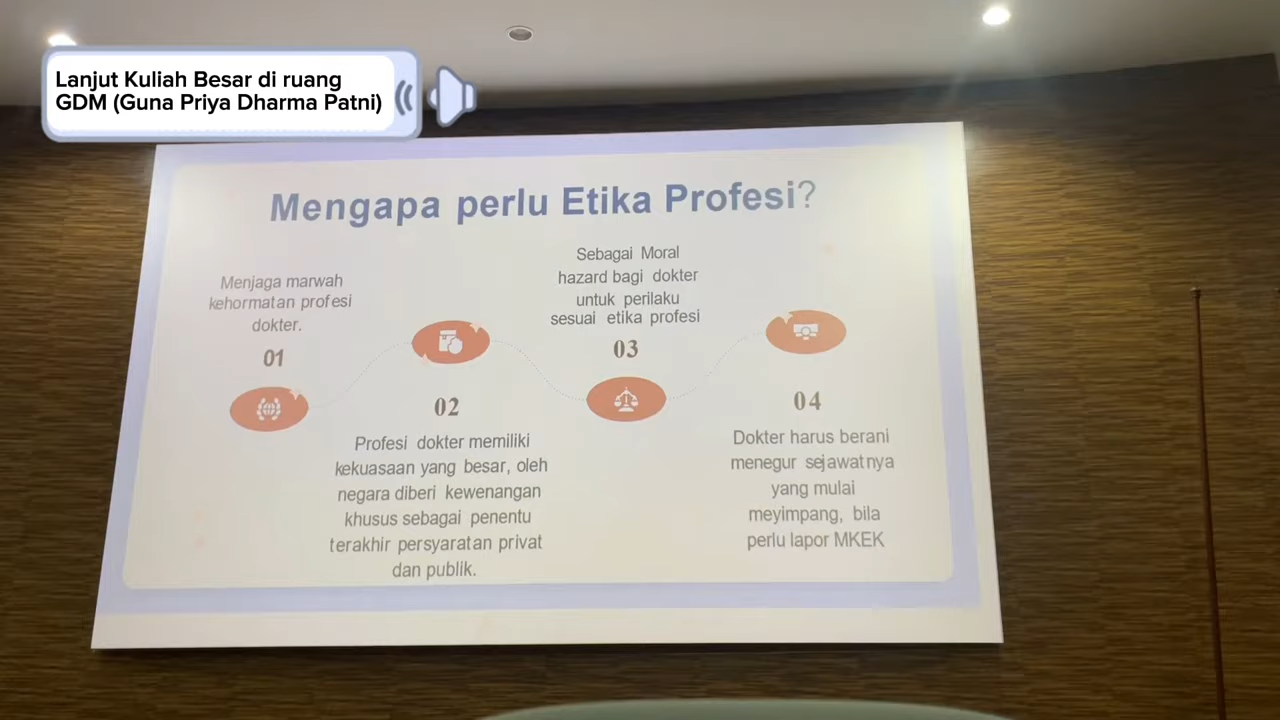 Lanjut Kuliah Besar di ruang
GDM (Guna Priya Dharma Patni)
Mengapa perlu Etika Profesi?
Menjaga marwah
kehormatan profesi
dokter.
01
02
Profesi dokter memiliki
kekuasaan yang besar, oleh
negara diberi kewenangan
khusus sebagai penentu
terakhir persyaratan privat
dan publik.
Sebagai Moral
hazard bagi dokter
untuk perilaku
sesuai etika profesi
03
04
Dokter harus berani
menegur sejawatnya
yang mulai
meyimpang, bila
perlu lapor MKEK